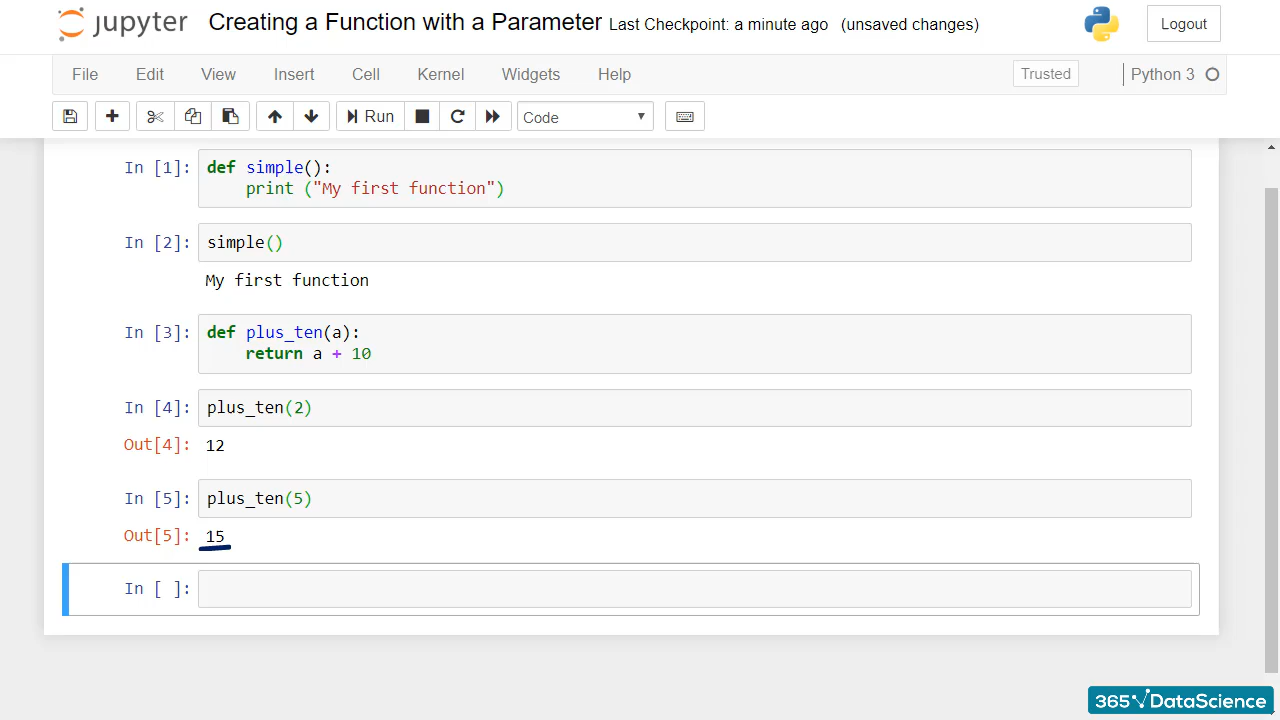 jupyter Creating a Function with a Parameter Last Checkpoint: a minute ago (unsaved changes) Logout
File Edit View Insert Cell Kernel Widgets Help Trusted Python 3
Run Code
In [1]: def simple():
print ("My first function")
In [2]: simple()
My first function
In [3]: def plus_ten(a):
return a + 10
In [4]: plus_ten(2)
Out[4]: 12
In [5]: plus_ten(5)
Out[5]: 15
In [ ]:
365 DataScience